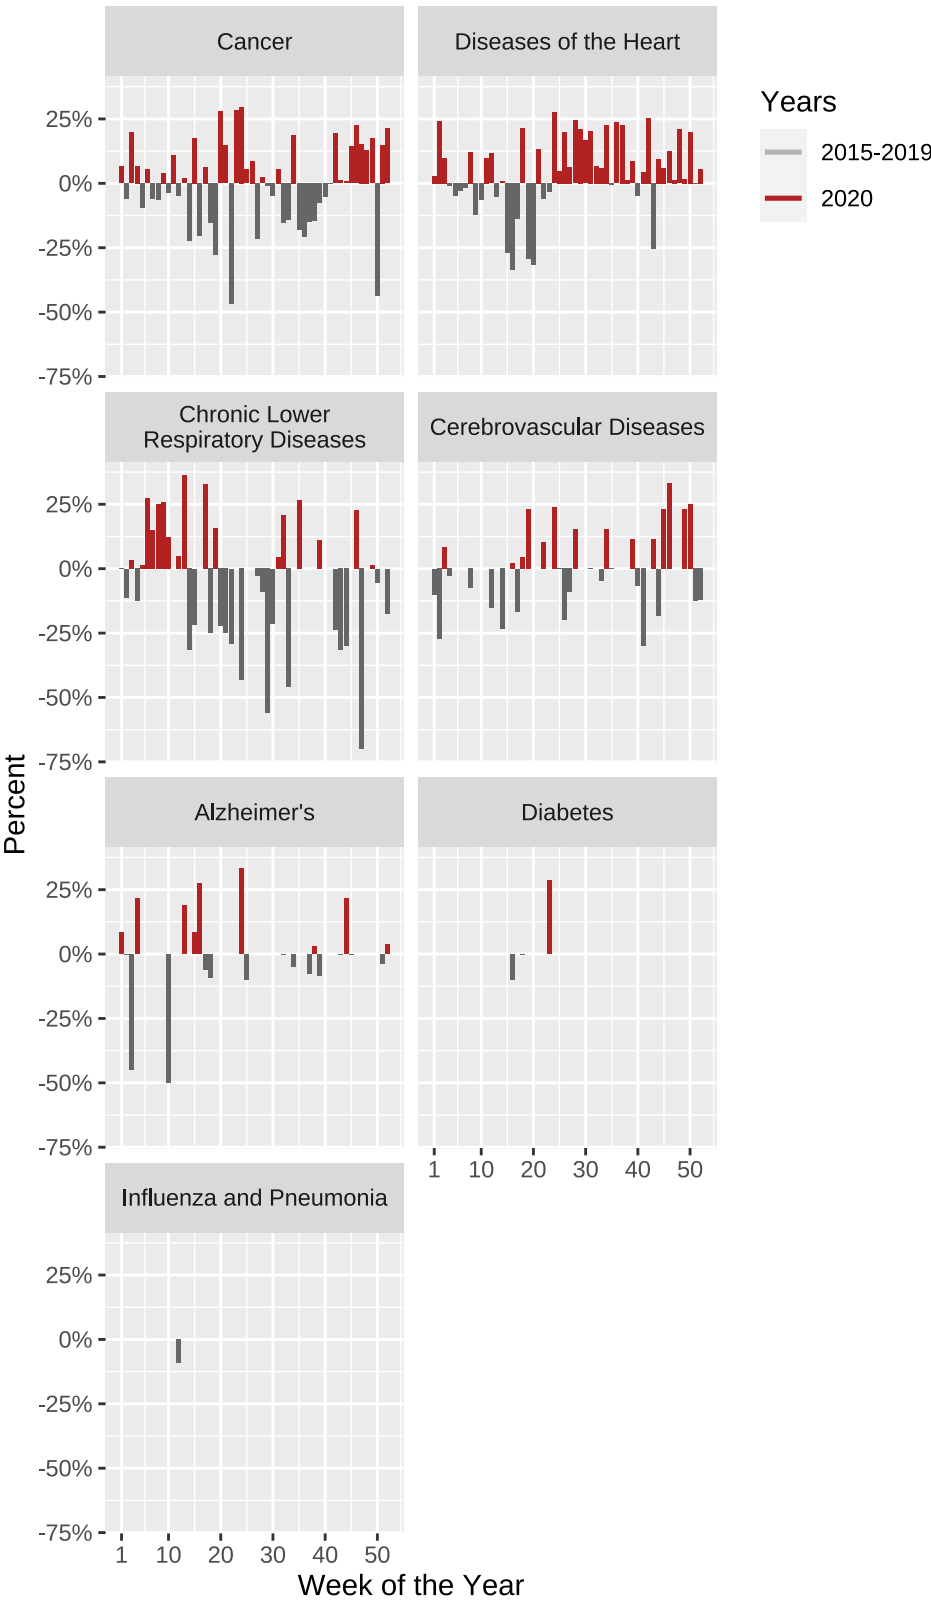 Cancer
Diseases of the Heart
Years
2015-2019
2020
25%
0%
-25%
-50%
-75%
Chronic Lower
Respiratory Diseases
Cerebrovascular Diseases
25%
0%
-25%
-50%
-75%
Percent
Alzheimer's
Diabetes
25%
0%
-25%
-50%
-75%
1 10 20 30 40 50
Influenza and Pneumonia
25%
0%
-25%
-50%
-75%
1 10 20 30 40 50
Week of the Year